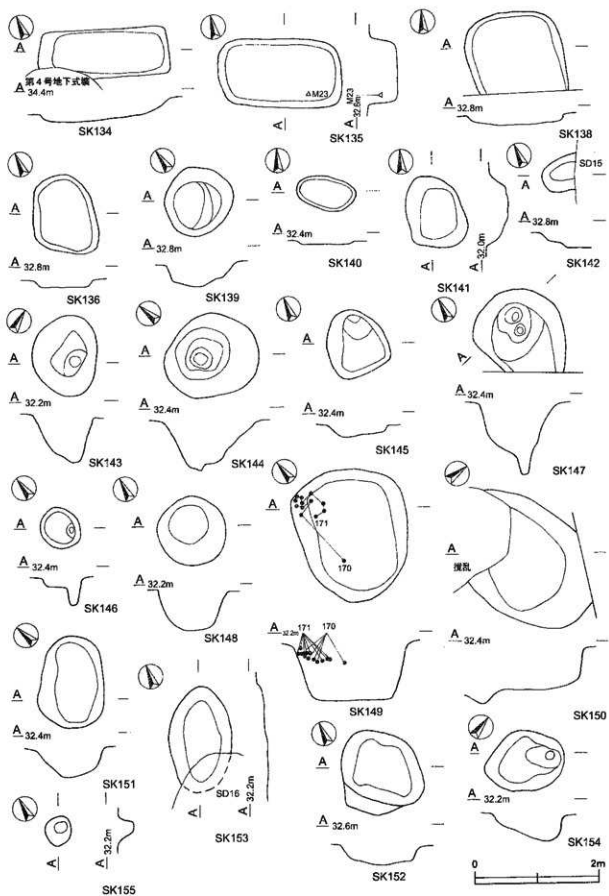 A
第4号地下式壙
A 34.4m
SK134
M23
A
SK135
M23
A 32.6m
A
A 32.8m
SK138
A
A 32.8m
SK136
A
A 32.8m
SK139
A
A 32.4m
SK140
A
A
A 32.0m
SK141
SD15
A
A 32.8m
SK142
A
A 32.2m
SK143
A
A 32.4m
SK144
A
A 32.4m
SK145
A
A 32.4m
SK147
A
A 32.4m
SK146
A
A 32.2m
SK148
A
171
170
A 32.2m
171 170
SK149
A
撹乱
A 32.4m
SK150
A
A 32.4m
SK151
SD16
A
A 32.2m
SK153
A
A 32.6m
SK152
A
A 32.2m
SK154
A
A 32.2m
SK155
0 2m